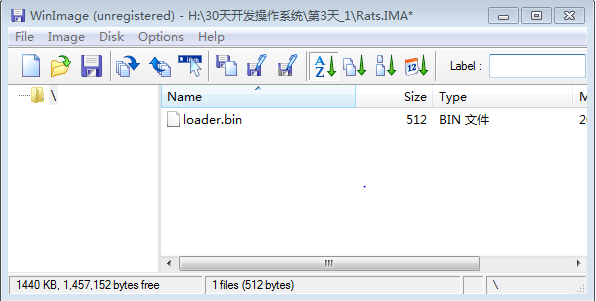 WinImage (unregistered) - H:\30天开发操作系统\第3天_1\Rats.IMA*
File Image Disk Options Help
A Z 12 Label :
\ Name Size Type M
loader.bin 512 BIN 文件 20
1440 KB, 1,457,152 bytes free 1 files (512 bytes) \